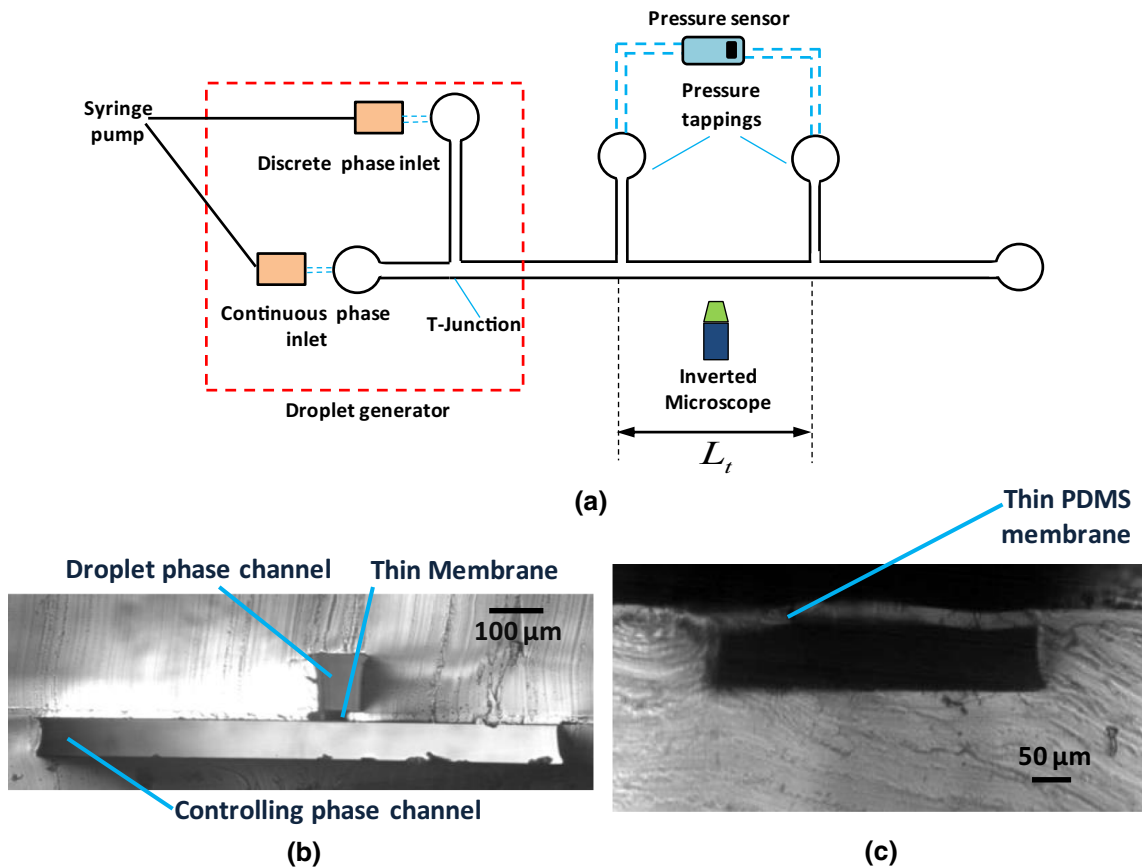 Pressure sensor
Syringe
pump
Pressure
tappings
Discrete phase inlet
Continuous phase
inlet
T-Junction
Inverted
Microscope
Droplet generator
L_t
(a)
Thin PDMS
membrane
Droplet phase channel
Thin Membrane
100 µm
50 µm
Controlling phase channel
(b)
(c)